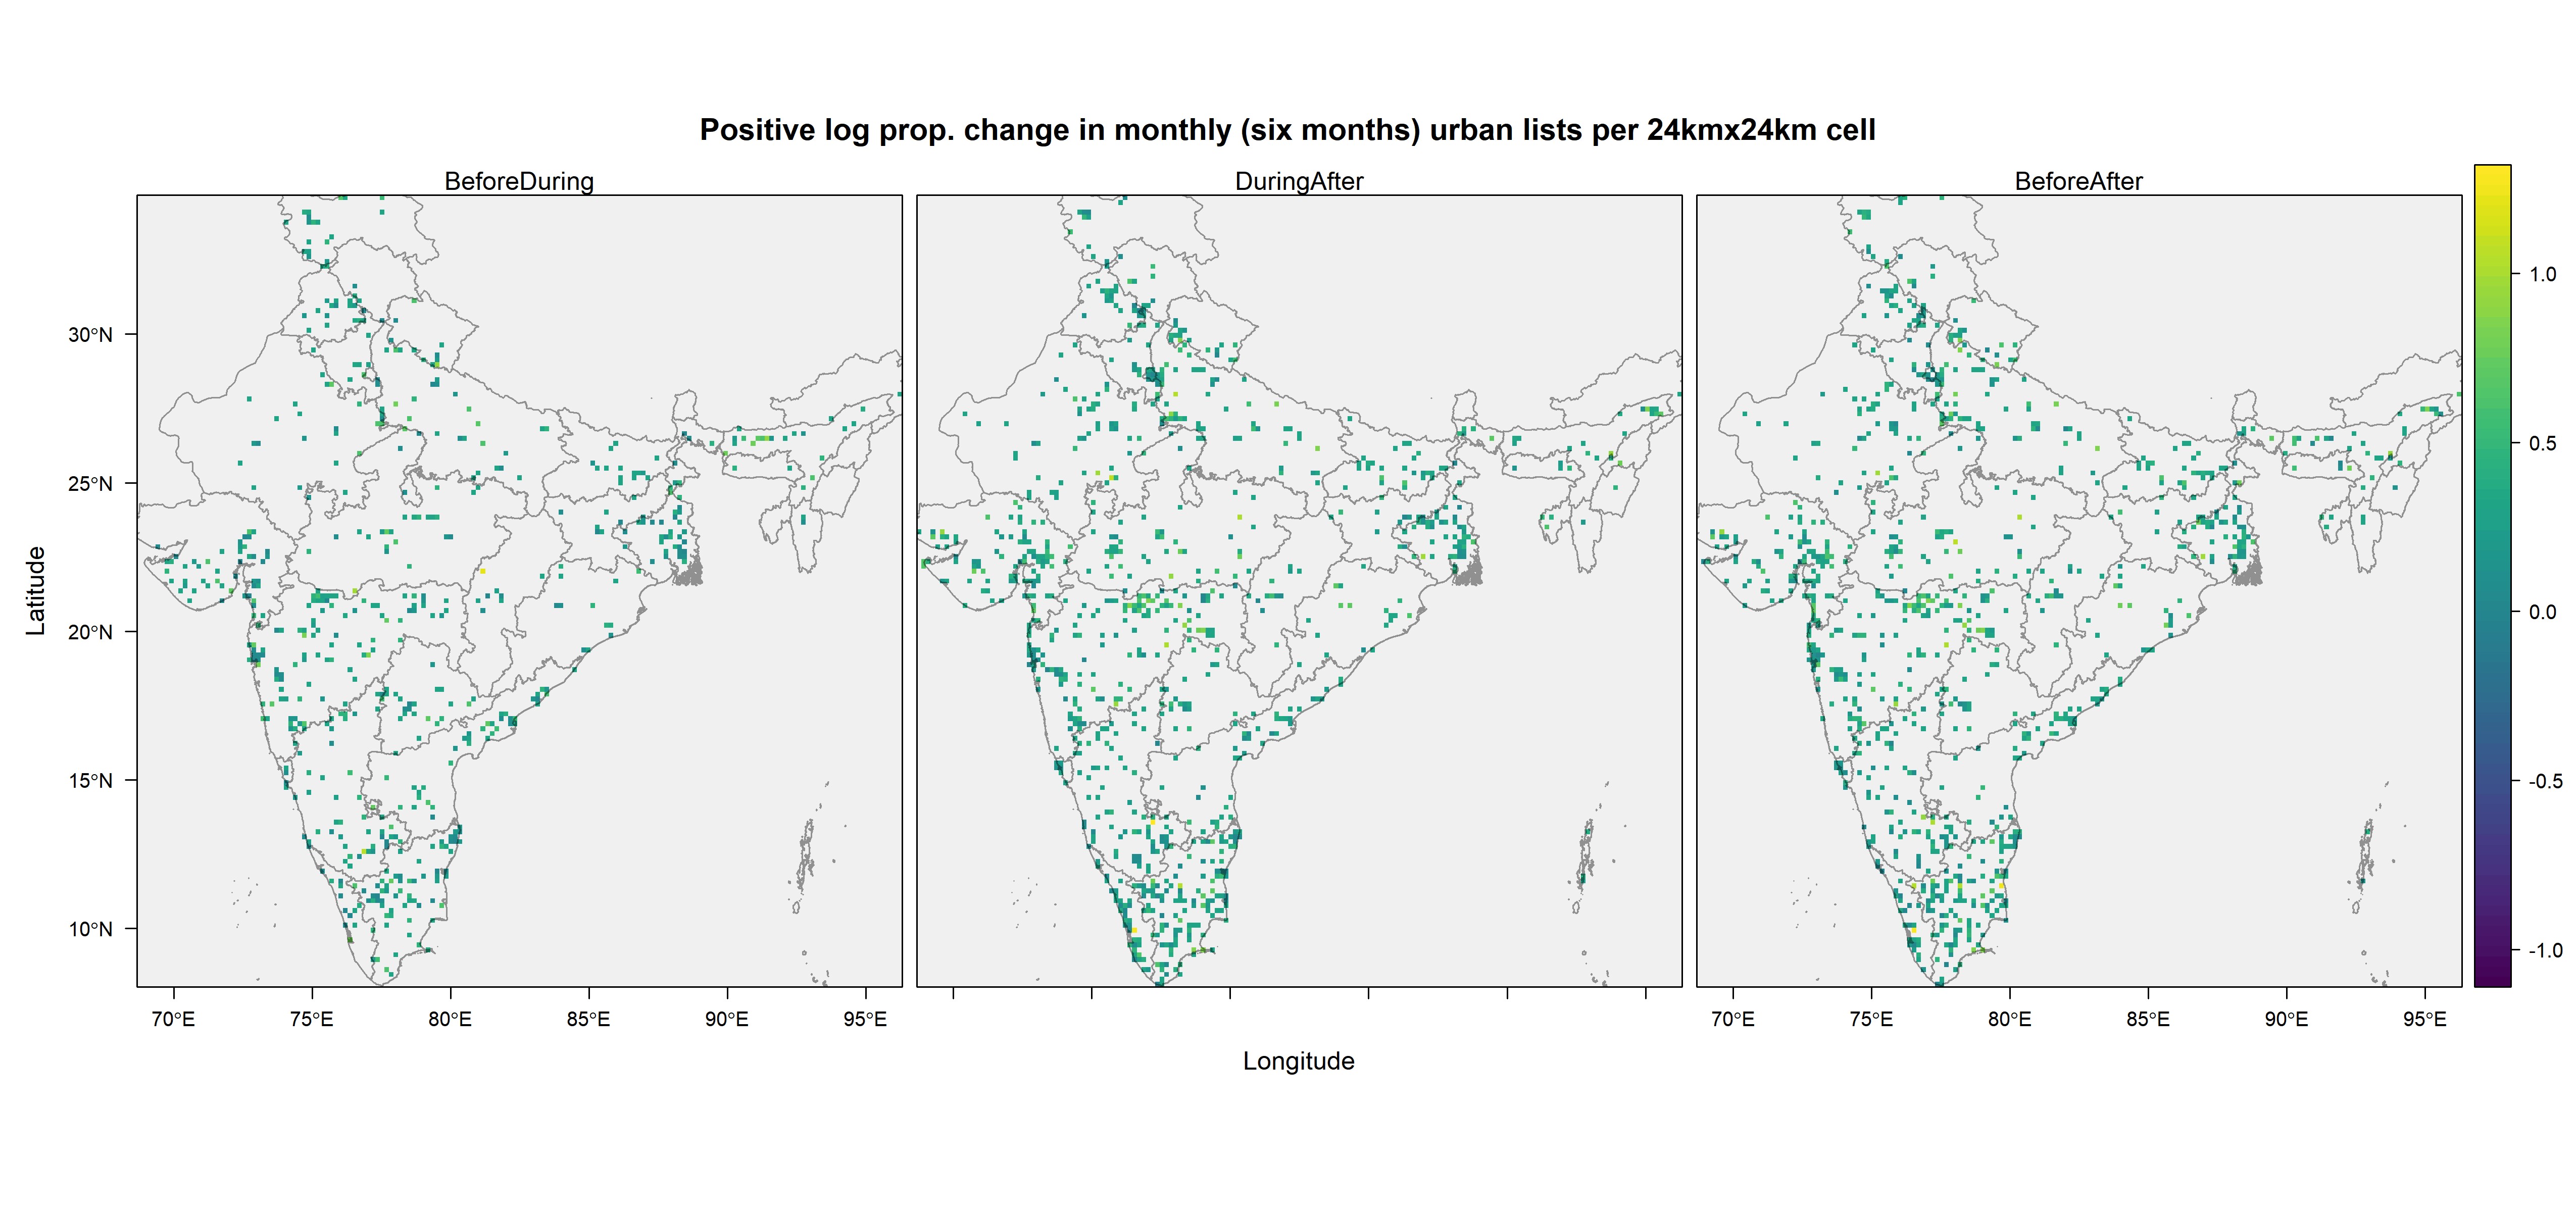 Positive log prop. change in monthly (six months) urban lists per 24kmx24km cell
BeforeDuring
DuringAfter
BeforeAfter
30°N
25°N
20°N
15°N
10°N
Latitude
70°E 75°E 80°E 85°E 90°E 95°E
70°E 75°E 80°E 85°E 90°E 95°E
Longitude
1.0
0.5
0.0
-0.5
-1.0